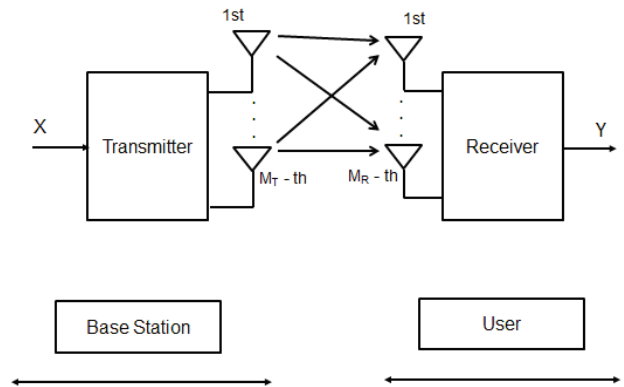 1st
1st
X
Transmitter
Receiver
Y
M_T - th
M_R - th
Base Station
User